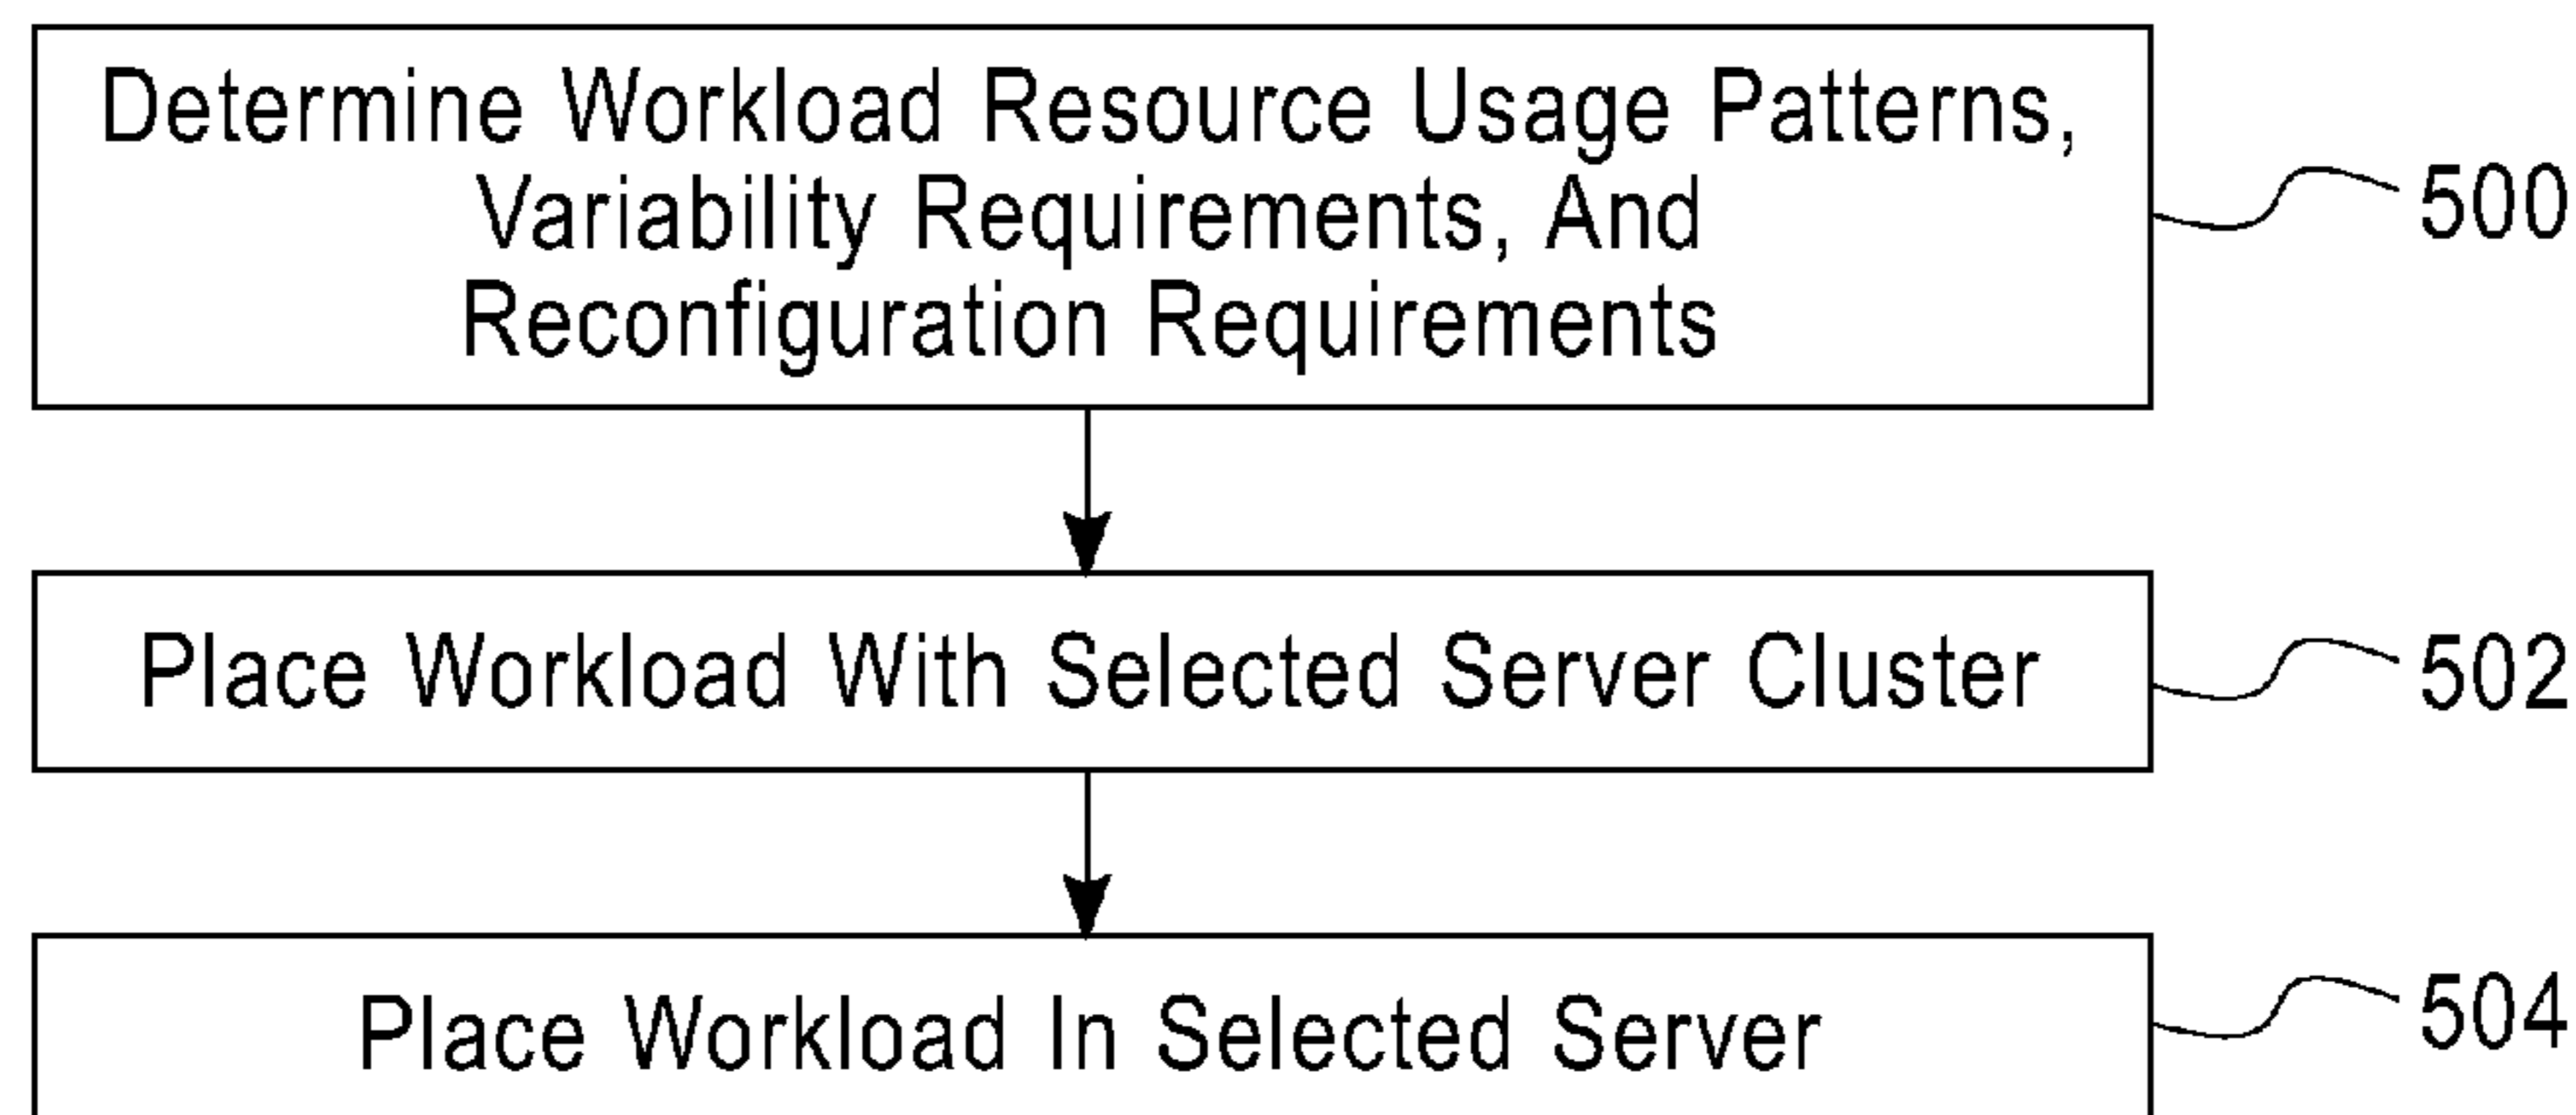 Determine Workload Resource Usage Patterns,
Variability Requirements, And
Reconfiguration Requirements
500
Place Workload With Selected Server Cluster
502
Place Workload In Selected Server
504